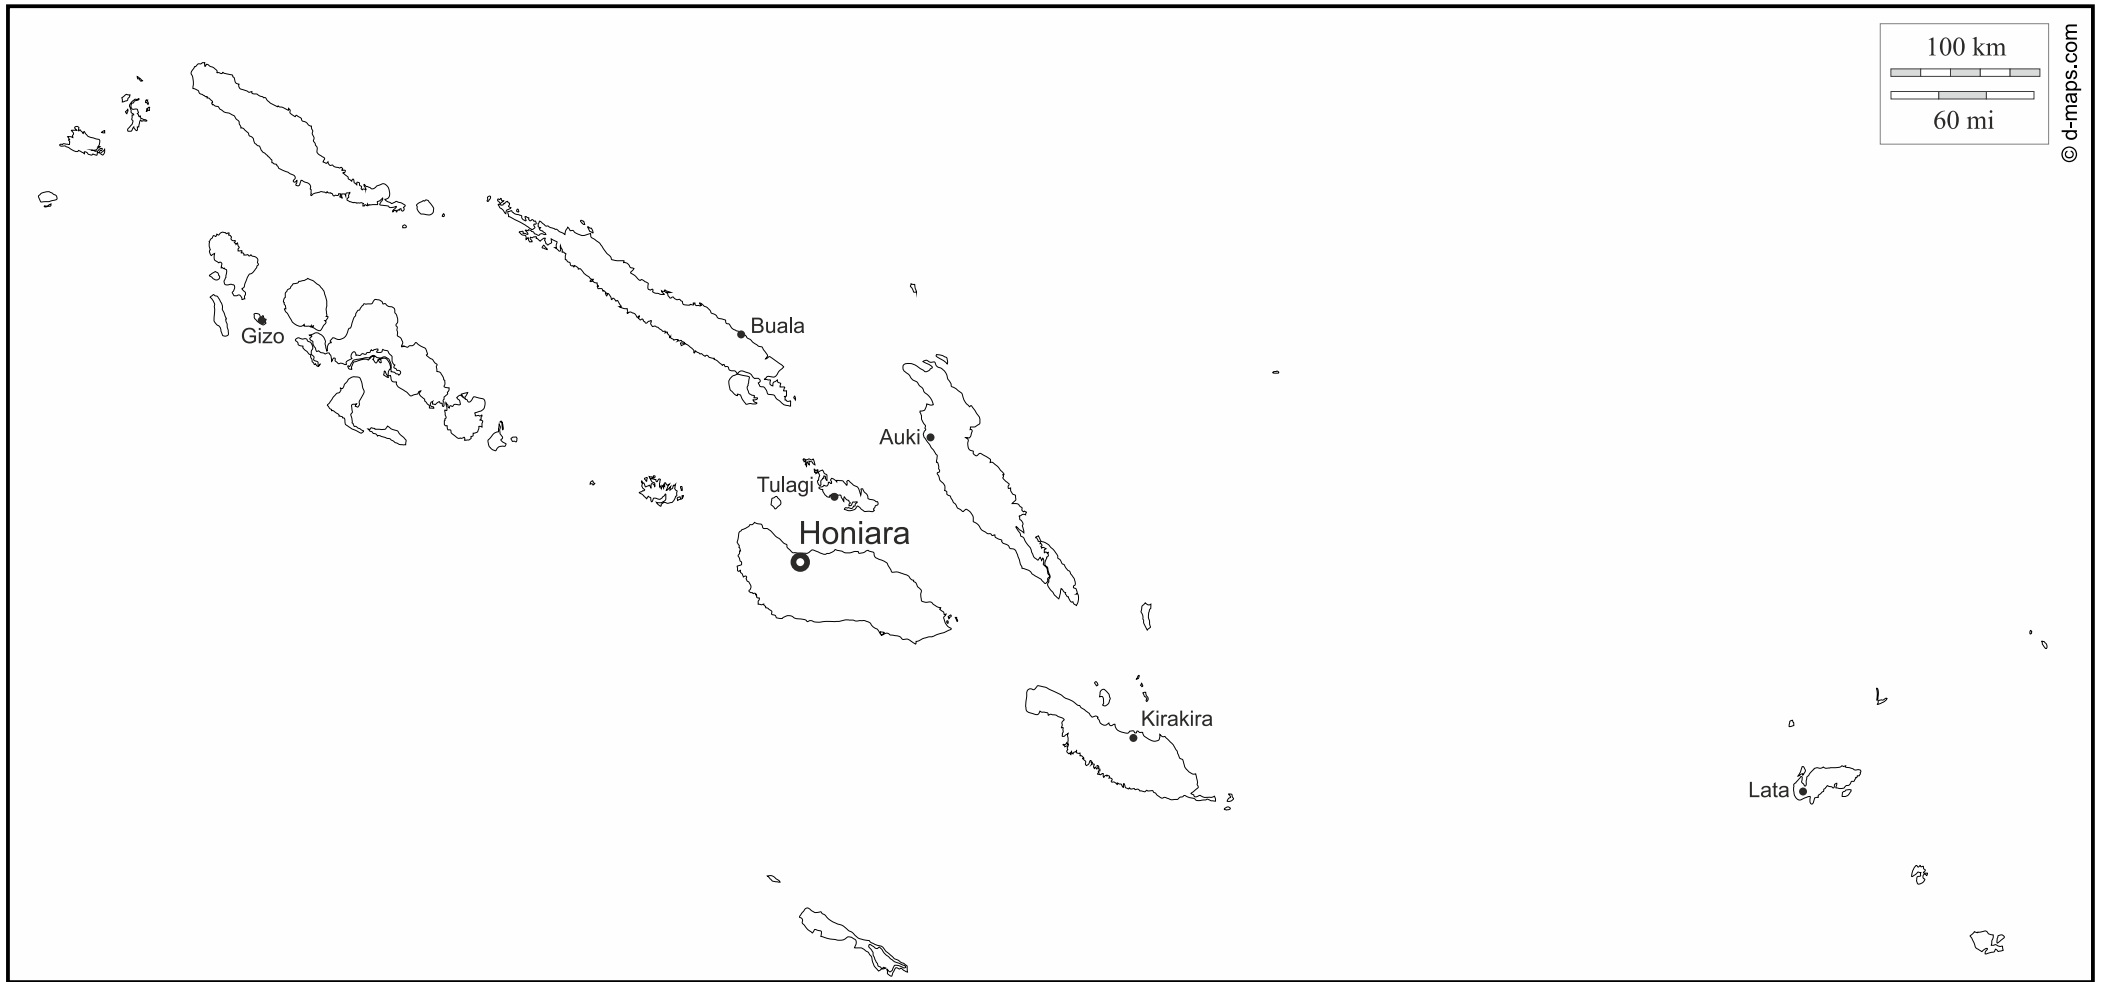 100 km
60 mi
© d-maps.com
Buala
Gizo
Auki
Tulagi
Honiara
Kirakira
Lata